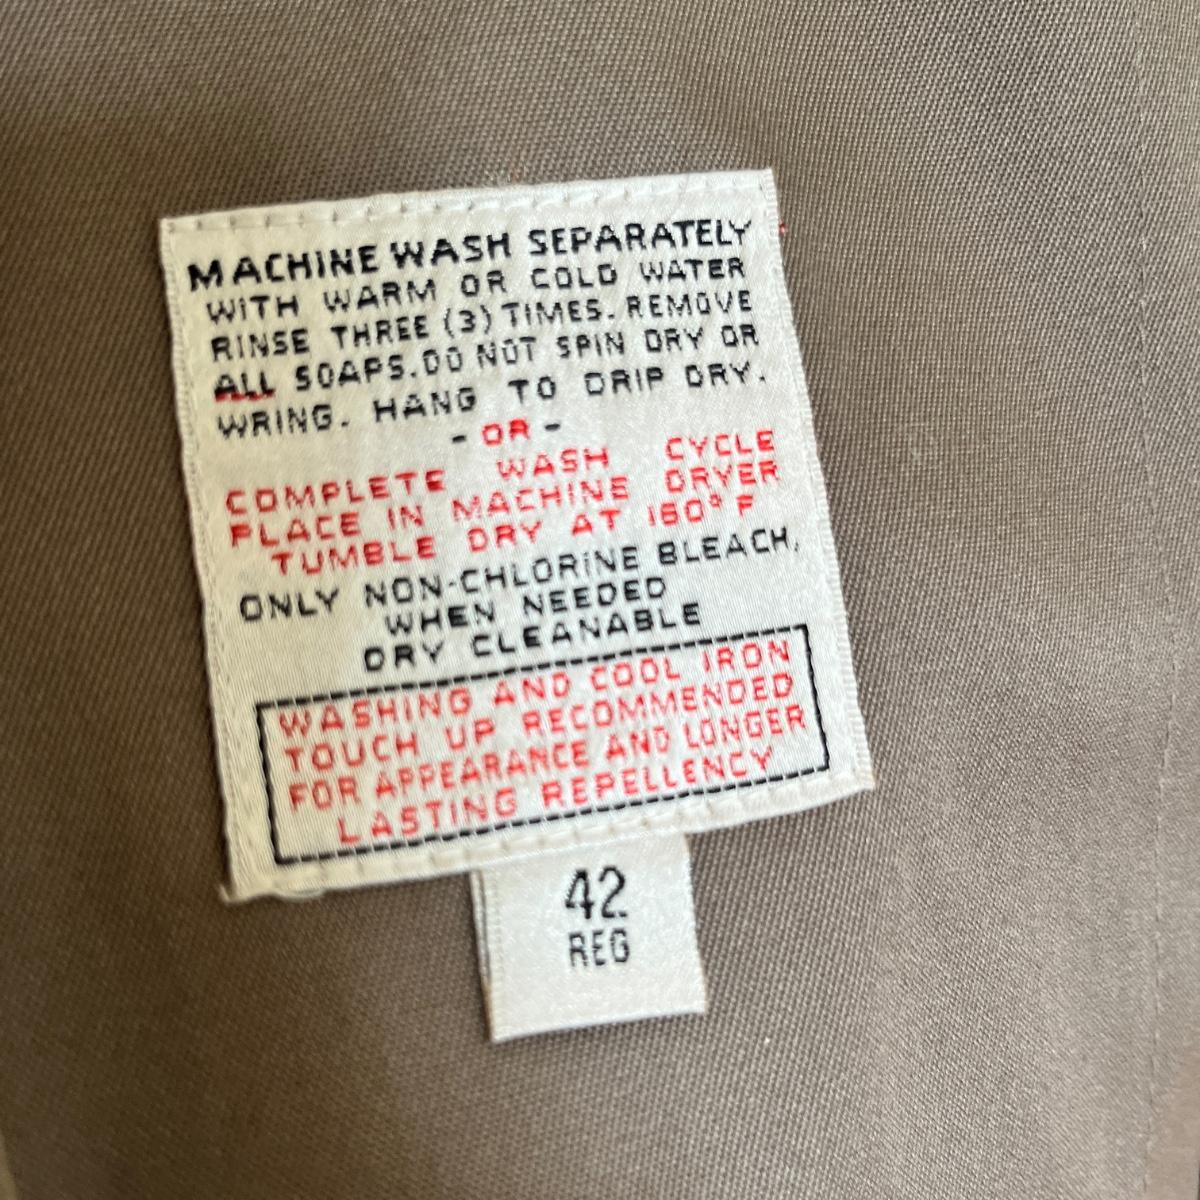 MACHINE WASH SEPARATELY
WITH WARM OR COLD WATER
RINSE THREE (3) TIMES. REMOVE
ALL SOAPS. DO NOT SPIN DRY OR
WRING. HANG TO DRIP DRY.
- OR -
COMPLETE WASH CYCLE
PLACE IN MACHINE DRYER
TUMBLE DRY AT 160° F
ONLY NON-CHLORINE BLEACH,
WHEN NEEDED
DRY CLEANABLE
WASHING AND COOL IRON
TOUCH UP RECOMMENDED
FOR APPEARANCE AND LONGER
LASTING REPELLENCY
42
REG